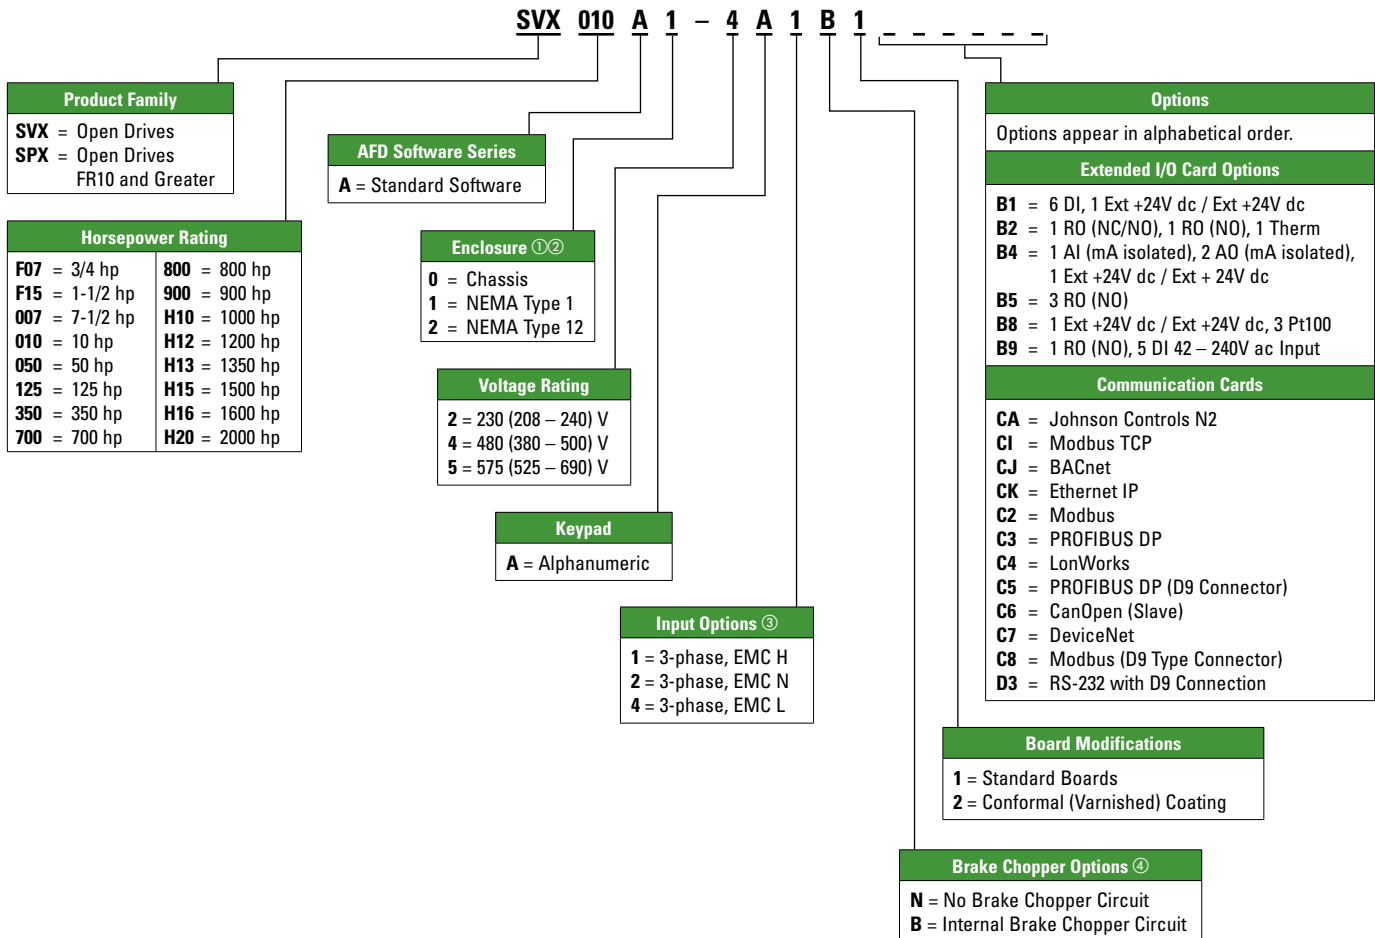 SVX 010 A 1 – 4 A 1 B 1 _ _ _ _ _
Product Family
SVX = Open Drives
SPX = Open Drives
FR10 and Greater
Horsepower Rating
F07 = 3/4 hp
F15 = 1-1/2 hp
007 = 7-1/2 hp
010 = 10 hp
050 = 50 hp
125 = 125 hp
350 = 350 hp
700 = 700 hp
800 = 800 hp
900 = 900 hp
H10 = 1000 hp
H12 = 1200 hp
H13 = 1350 hp
H15 = 1500 hp
H16 = 1600 hp
H20 = 2000 hp
AFD Software Series
A = Standard Software
Enclosure ①②
0 = Chassis
1 = NEMA Type 1
2 = NEMA Type 12
Voltage Rating
2 = 230 (208 – 240) V
4 = 480 (380 – 500) V
5 = 575 (525 – 690) V
Keypad
A = Alphanumeric
Input Options ③
1 = 3-phase, EMC H
2 = 3-phase, EMC N
4 = 3-phase, EMC L
Options
Options appear in alphabetical order.
Extended I/O Card Options
B1 = 6 DI, 1 Ext +24V dc / Ext +24V dc
B2 = 1 RO (NC/NO), 1 RO (NO), 1 Therm
B4 = 1 AI (mA isolated), 2 AO (mA isolated),
1 Ext +24V dc / Ext + 24V dc
B5 = 3 RO (NO)
B8 = 1 Ext +24V dc / Ext +24V dc, 3 Pt100
B9 = 1 RO (NO), 5 DI 42 – 240V ac Input
Communication Cards
CA = Johnson Controls N2
CI = Modbus TCP
CJ = BACnet
CK = Ethernet IP
C2 = Modbus
C3 = PROFIBUS DP
C4 = LonWorks
C5 = PROFIBUS DP (D9 Connector)
C6 = CanOpen (Slave)
C7 = DeviceNet
C8 = Modbus (D9 Type Connector)
D3 = RS-232 with D9 Connection
Board Modifications
1 = Standard Boards
2 = Conformal (Varnished) Coating
Brake Chopper Options ④
N = No Brake Chopper Circuit
B = Internal Brake Chopper Circuit